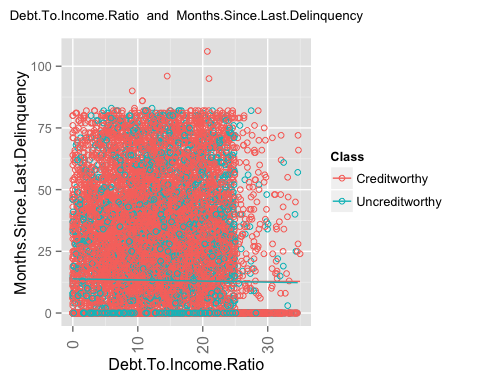 Debt.To.Income.Ratio and Months.Since.Last.Delinquency
Months.Since.Last.Delinquency
100
75
50
25
0
0
10
20
30
Debt.To.Income.Ratio
Class
Creditworthy
Uncreditworthy